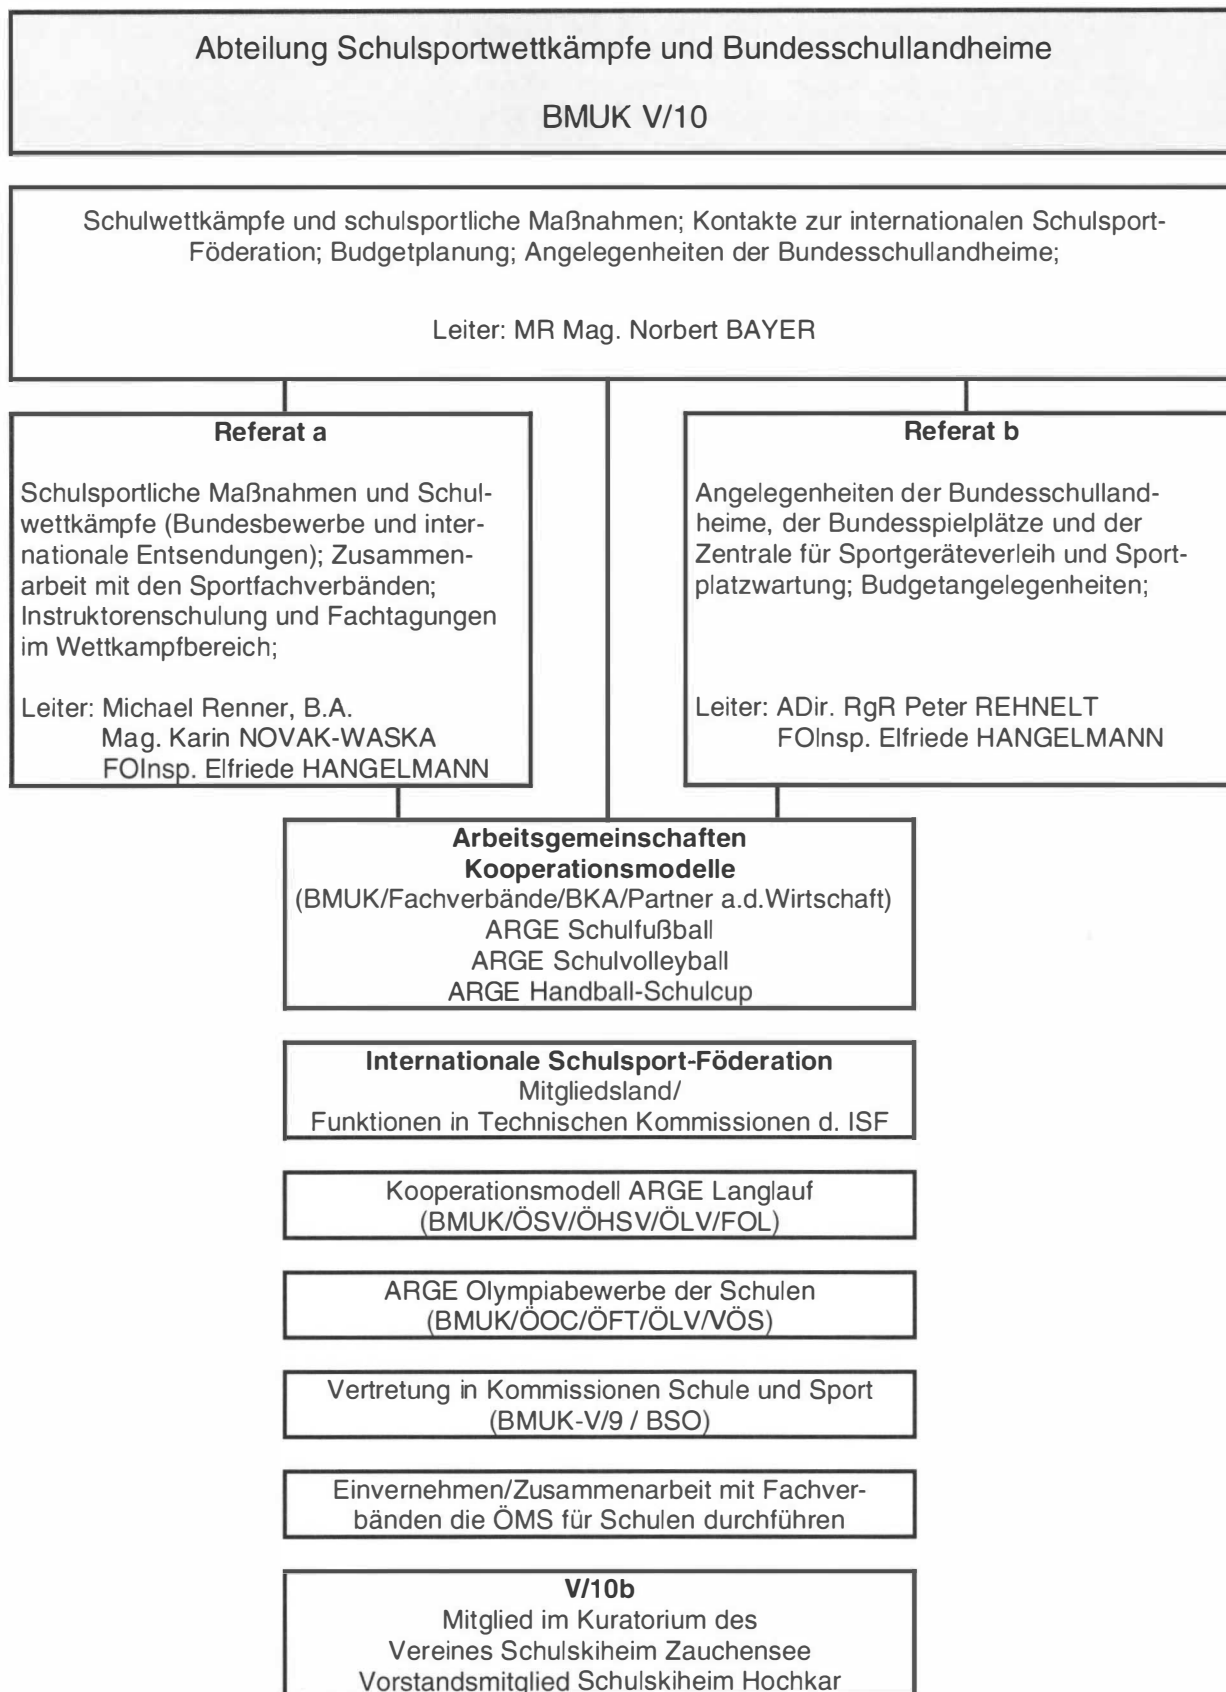 Abteilung Schulsportwettkämpfe und Bundesschullandheime
BMUK V/10
Schulwettkämpfe und schulsportliche Maßnahmen; Kontakte zur internationalen Schulsport-
Föderation; Budgetplanung; Angelegenheiten der Bundesschullandheime;
Leiter: MR Mag. Norbert BAYER
Referat a
Schulsportliche Maßnahmen und Schul-
wettkämpfe (Bundesbewerbe und inter-
nationale Entsendungen); Zusammen-
arbeit mit den Sportfachverbänden;
Instruktorenschulung und Fachtagungen
im Wettkampfbereich;
Leiter: Michael Renner, B.A.
Mag. Karin NOVAK-WASKA
FOInsp. Elfriede HANGELMANN
Referat b
Angelegenheiten der Bundesschulland-
heime, der Bundesspielplätze und der
Zentrale für Sportgeräteverleih und Sport-
platzwartung; Budgetangelegenheiten;
Leiter: ADir. RgR Peter REHNELT
FOInsp. Elfriede HANGELMANN
Arbeitsgemeinschaften
Kooperationsmodelle
(BMUK/Fachverbände/BKA/Partner a.d.Wirtschaft)
ARGE Schulfußball
ARGE Schulvolleyball
ARGE Handball-Schulcup
Internationale Schulsport-Föderation
Mitgliedsland/
Funktionen in Technischen Kommissionen d. ISF
Kooperationsmodell ARGE Langlauf
(BMUK/ÖSV/ÖHSV/ÖLV/FOL)
ARGE Olympiabewerbe der Schulen
(BMUK/ÖOC/ÖFT/ÖLV/VÖS)
Vertretung in Kommissionen Schule und Sport
(BMUK-V/9 / BSO)
Einvernehmen/Zusammenarbeit mit Fachver-
bänden die ÖMS für Schulen durchführen
V/10b
Mitglied im Kuratorium des
Vereines Schulskiheim Zauchensee
Vorstandsmitglied Schulskiheim Hochkar